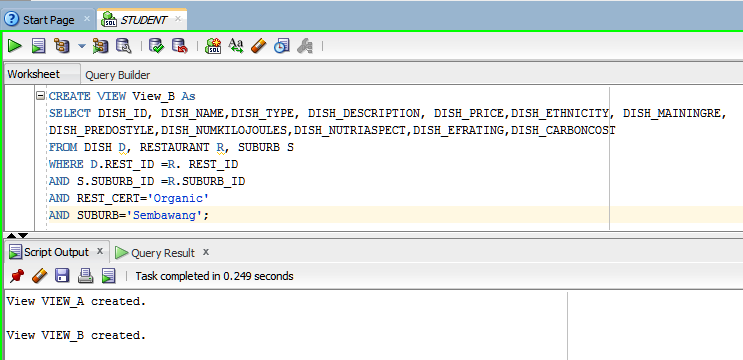 Start Page STUDENT
SQL
Worksheet Query Builder
CREATE VIEW View_B As
SELECT DISH_ID, DISH_NAME,DISH_TYPE, DISH_DESCRIPTION, DISH_PRICE,DISH_ETHNICITY, DISH_MAININGRE,
DISH_PREDOSTYLE,DISH_NUMKILOJOULES,DISH_NUTRIASPECT,DISH_EFRATING,DISH_CARBONCOST
FROM DISH D, RESTAURANT R, SUBURB S
WHERE D.REST_ID =R. REST_ID
AND S.SUBURB_ID =R.SUBURB_ID
AND REST_CERT='Organic'
AND SUBURB='Sembawang';
Script Output x Query Result x
Task completed in 0.249 seconds
View VIEW_A created.
View VIEW_B created.